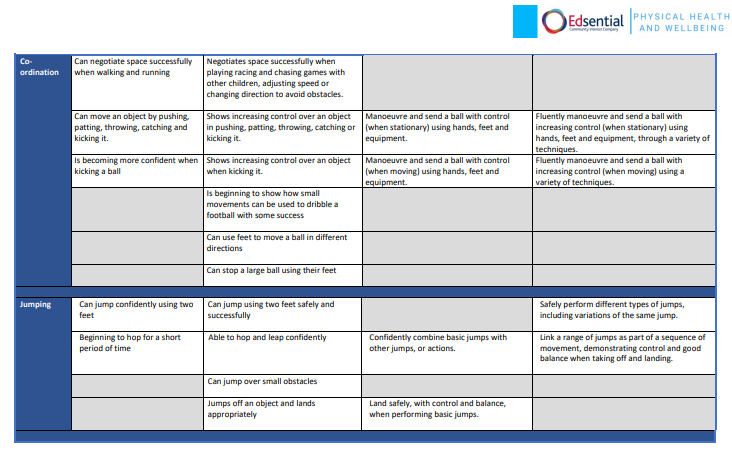 Edsential
Community Interest Company
PHYSICAL HEALTH
AND WELLBEING
Co-
ordination
Can negotiate space successfully
when walking and running
Negotiates space successfully when
playing racing and chasing games with
other children, adjusting speed or
changing direction to avoid obstacles.
Can move an object by pushing,
patting, throwing, catching and
kicking it.
Shows increasing control over an object
in pushing, patting, throwing, catching or
kicking it.
Manoeuvre and send a ball with control
(when stationary) using hands, feet and
equipment.
Fluently manoeuvre and send a ball with
increasing control (when stationary) using
hands, feet and equipment, through a variety of
techniques.
Is becoming more confident when
kicking a ball
Shows increasing control over an object
when kicking it.
Manoeuvre and send a ball with control
(when moving) using hands, feet and
equipment.
Fluently manoeuvre and send a ball with
increasing control (when moving) using a
variety of techniques.
Is beginning to show how small
movements can be used to dribble a
football with some success
Can use feet to move a ball in different
directions
Can stop a large ball using their feet
Jumping
Can jump confidently using two
feet
Can jump using two feet safely and
successfully
Safely perform different types of jumps,
including variations of the same jump.
Beginning to hop for a short
period of time
Able to hop and leap confidently
Confidently combine basic jumps with
other jumps, or actions.
Link a range of jumps as part of a sequence of
movement, demonstrating control and good
balance when taking off and landing.
Can jump over small obstacles
Jumps off an object and lands
appropriately
Land safely, with control and balance,
when performing basic jumps.